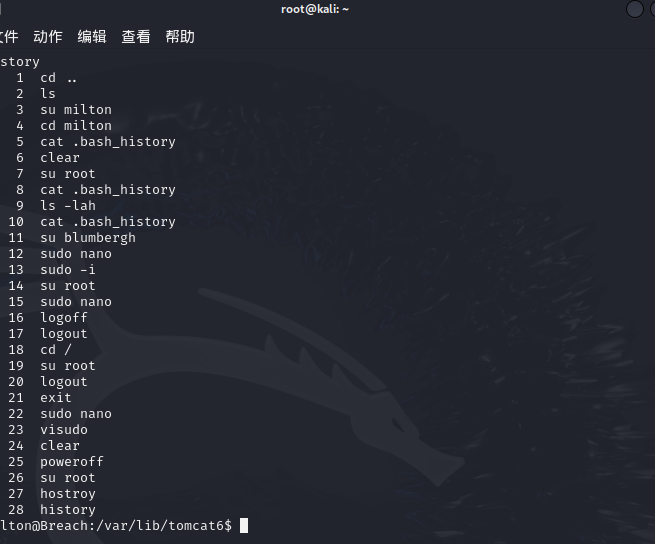 root@kali: ~
文件 动作 编辑 查看 帮助
story
1 cd ..
2 ls
3 su milton
4 cd milton
5 cat .bash_history
6 clear
7 su root
8 cat .bash_history
9 ls -lah
10 cat .bash_history
11 su blumbergh
12 sudo nano
13 sudo -i
14 su root
15 sudo nano
16 logoff
17 logout
18 cd /
19 su root
20 logout
21 exit
22 sudo nano
23 visudo
24 clear
25 poweroff
26 su root
27 hostroy
28 history
lton@Breach:/var/lib/tomcat6$